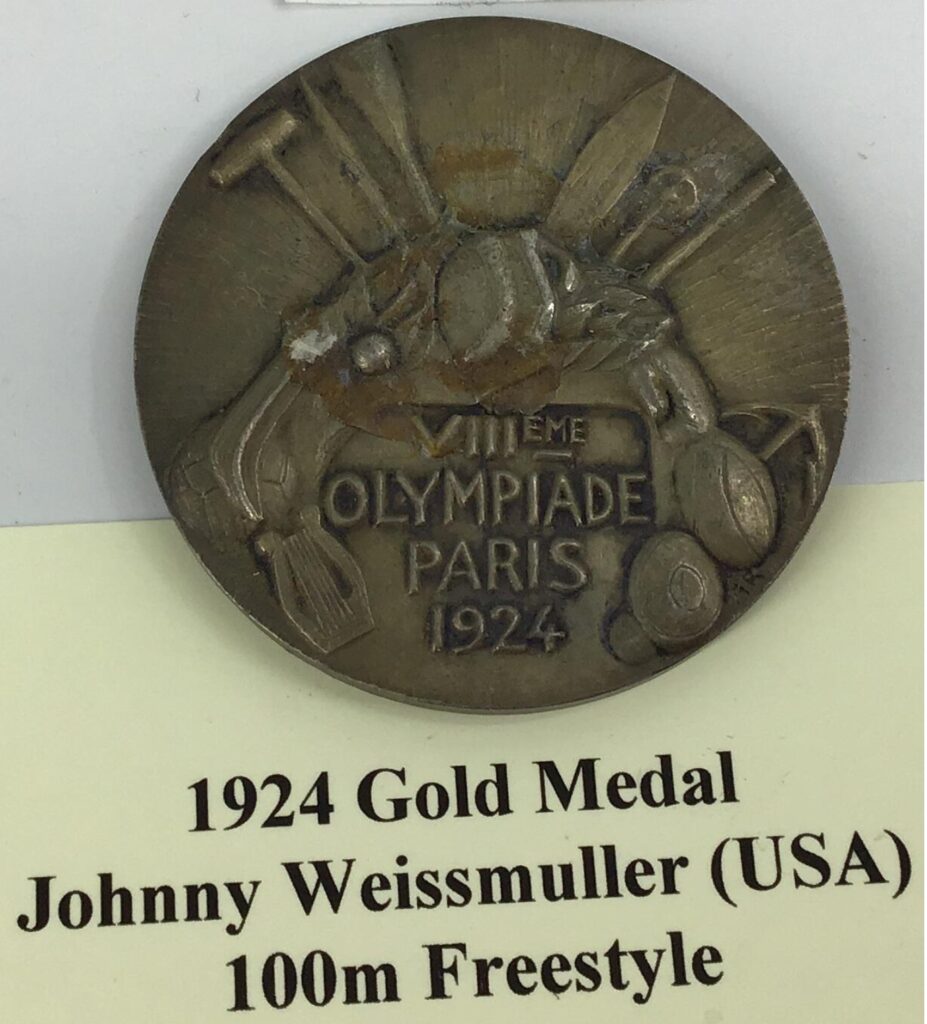 VIIIEME
OLYMPIADE
PARIS
1924
1924 Gold Medal
Johnny Weissmuller (USA)
100m Freestyle